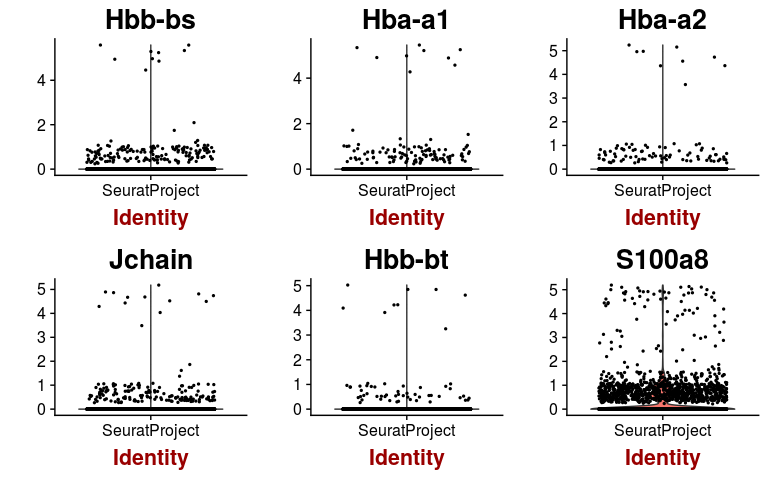 Hbb-bs
4
2
0
SeuratProject
Identity
Hba-a1
4
2
0
SeuratProject
Identity
Hba-a2
5
4
3
2
1
0
SeuratProject
Identity
Jchain
5
4
3
2
1
0
SeuratProject
Identity
Hbb-bt
5
4
3
2
1
0
SeuratProject
Identity
S100a8
5
4
3
2
1
0
SeuratProject
Identity